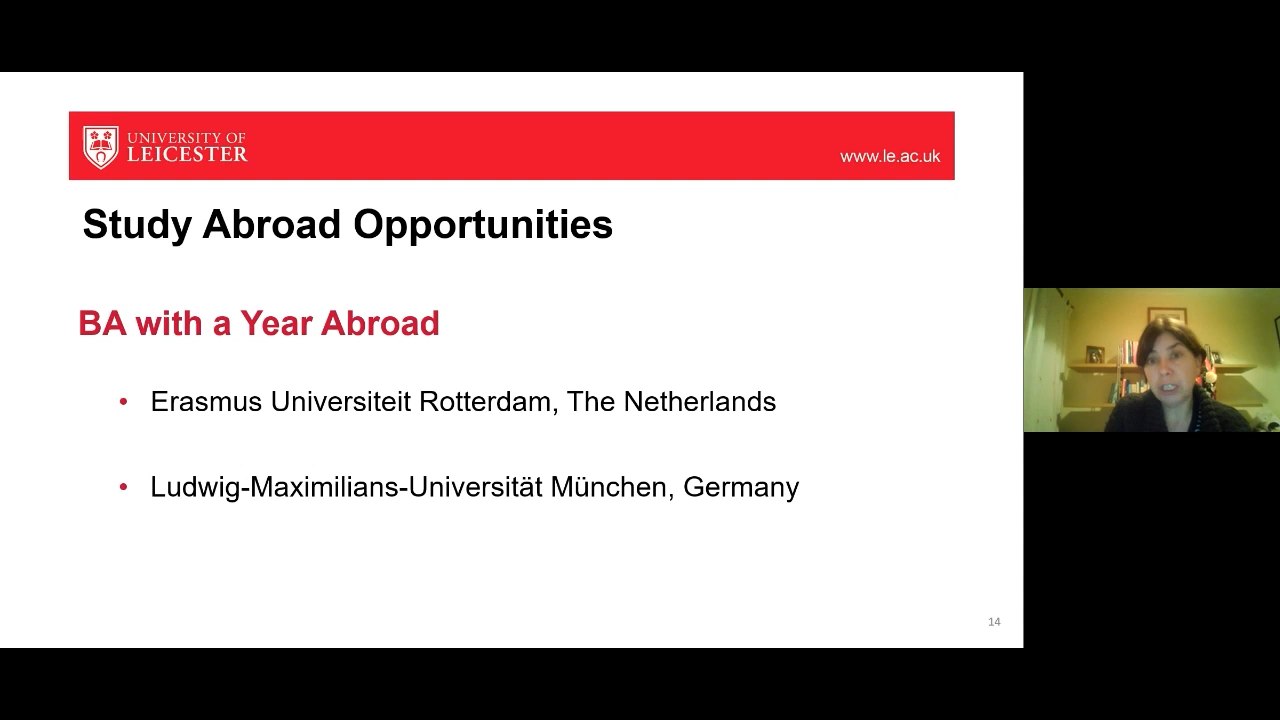 UNIVERSITY OF
LEICESTER
www.le.ac.uk
Study Abroad Opportunities
BA with a Year Abroad
• Erasmus Universiteit Rotterdam, The Netherlands
• Ludwig-Maximilians-Universität München, Germany
14